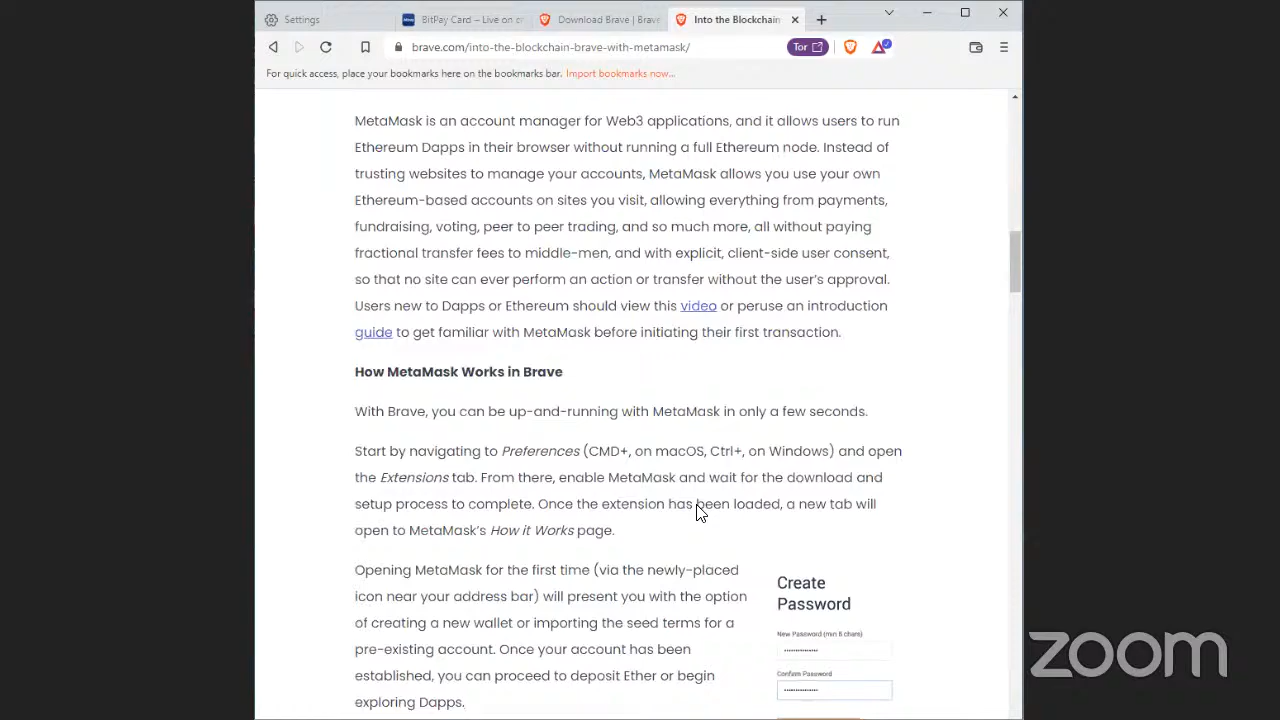 Settings
BitPay Card – Live on cr
Download Brave | Brave
Into the Blockchain
brave.com/into-the-blockchain-brave-with-metamask/
Tor
For quick access, place your bookmarks here on the bookmarks bar. Import bookmarks now...
MetaMask is an account manager for Web3 applications, and it allows users to run
Ethereum Dapps in their browser without running a full Ethereum node. Instead of
trusting websites to manage your accounts, MetaMask allows you use your own
Ethereum-based accounts on sites you visit, allowing everything from payments,
fundraising, voting, peer to peer trading, and so much more, all without paying
fractional transfer fees to middle-men, and with explicit, client-side user consent,
so that no site can ever perform an action or transfer without the user's approval.
Users new to Dapps or Ethereum should view this video or peruse an introduction
guide to get familiar with MetaMask before initiating their first transaction.
How MetaMask Works in Brave
With Brave, you can be up-and-running with MetaMask in only a few seconds.
Start by navigating to Preferences (CMD+, on macOS, Ctrl+, on Windows) and open
the Extensions tab. From there, enable MetaMask and wait for the download and
setup process to complete. Once the extension has been loaded, a new tab will
open to MetaMask's How it Works page.
Opening MetaMask for the first time (via the newly-placed
icon near your address bar) will present you with the option
of creating a new wallet or importing the seed terms for a
pre-existing account. Once your account has been
established, you can proceed to deposit Ether or begin
exploring Dapps.
Create
Password
New Password (min 8 chars)
Confirm Password
zoom